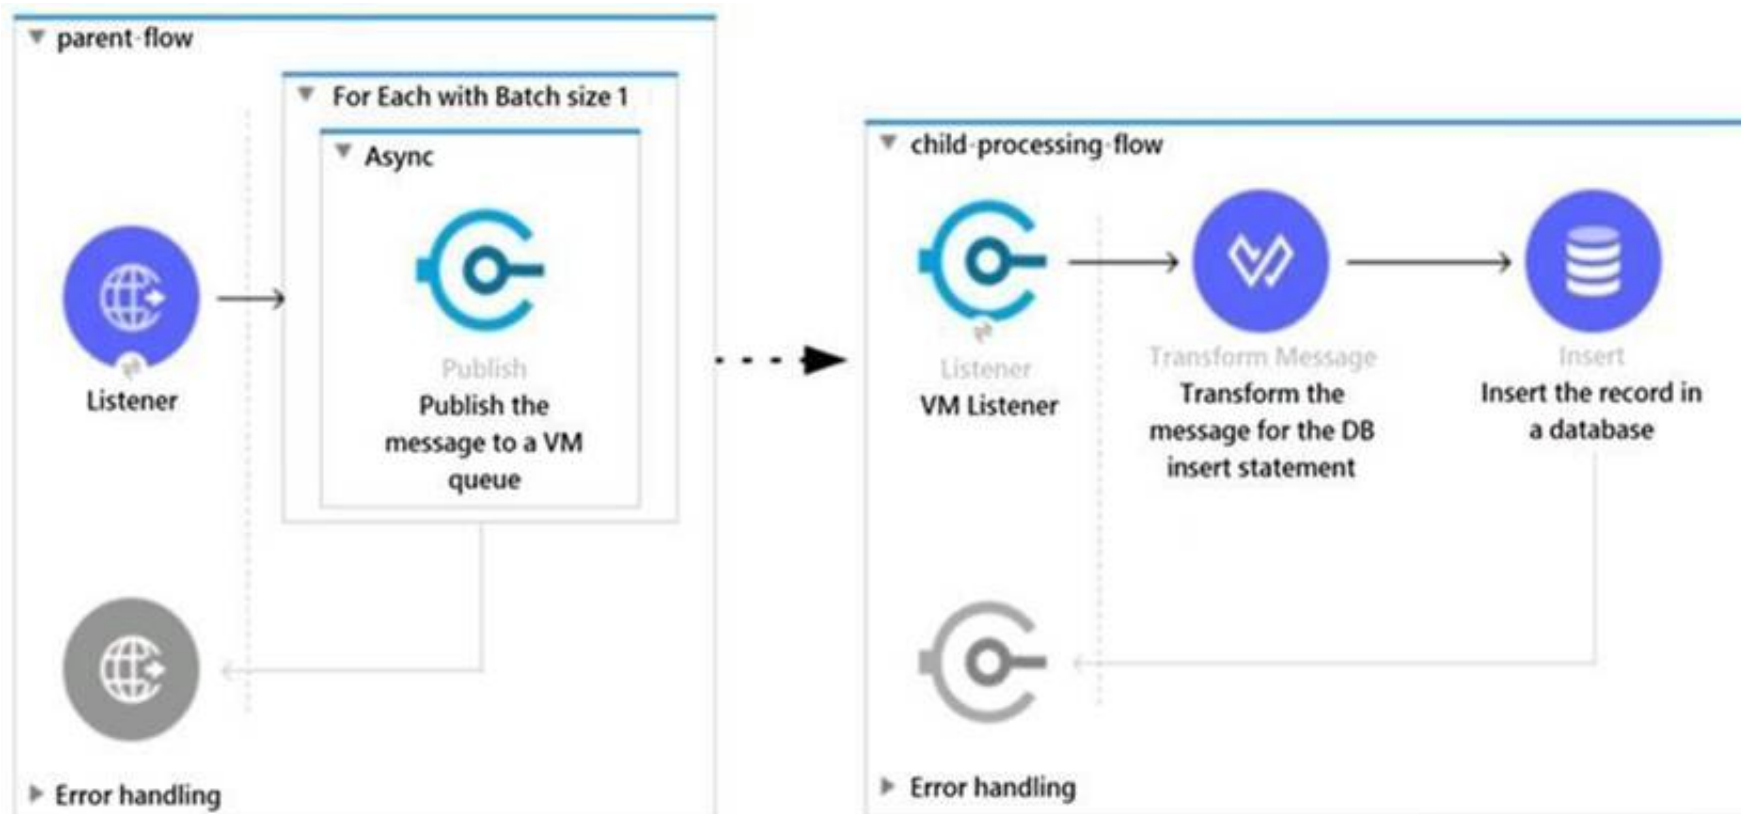 parent-flow
For Each with Batch size 1
Async
Listener
Publish
Publish the
message to a VM
queue
Error handling
child-processing-flow
Listener
VM Listener
Transform Message
Transform the
message for the DB
insert statement
Insert
Insert the record in
a database
Error handling